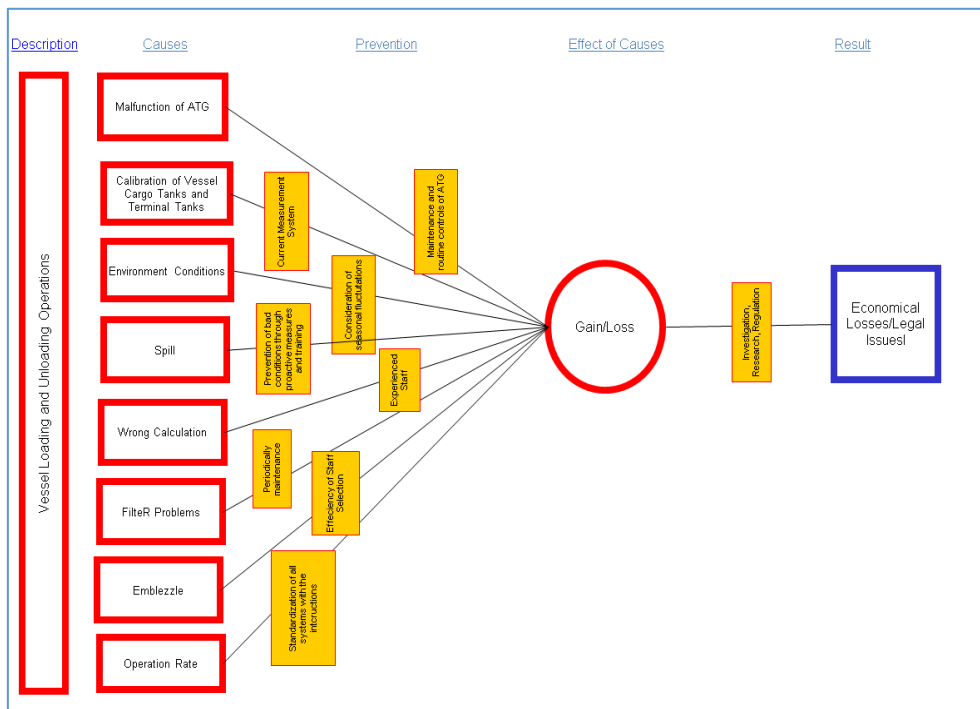 Description
Causes
Prevention
Effect of Causes
Result
Vessel Loading and Unloading Operations
Malfunction of ATG
Calibration of Vessel
Cargo Tanks and
Terminal Tanks
Environment Conditions
Spill
Wrong Calculation
FilteR Problems
Emblezzle
Operation Rate
Maintenance and
routine controls of ATG
Current Measurement
System
Consideration of
seasonal fluctutations
Prevention of bad
conditions through
proactive measures
and training
Experienced Staff
Periodically
maintenance
Effeciency of Staff
Selection
Standardization of all
systems with the
intcructions
Gain/Loss
Investigation,
Research, Regulation
Economical
Losses/Legal
IssuesI